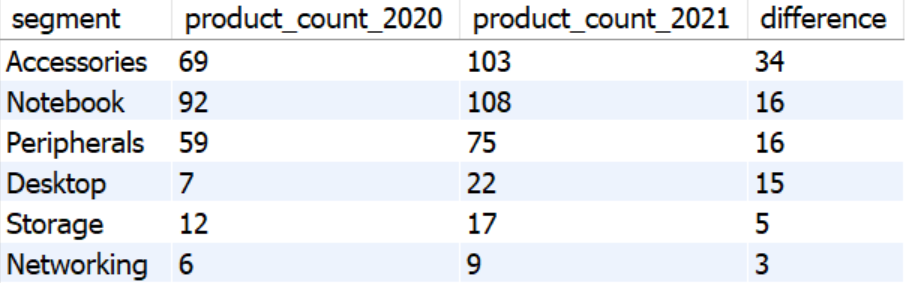 segment product_count_2020 product_count_2021 difference
Accessories 69 103 34
Notebook 92 108 16
Peripherals 59 75 16
Desktop 7 22 15
Storage 12 17 5
Networking 6 9 3